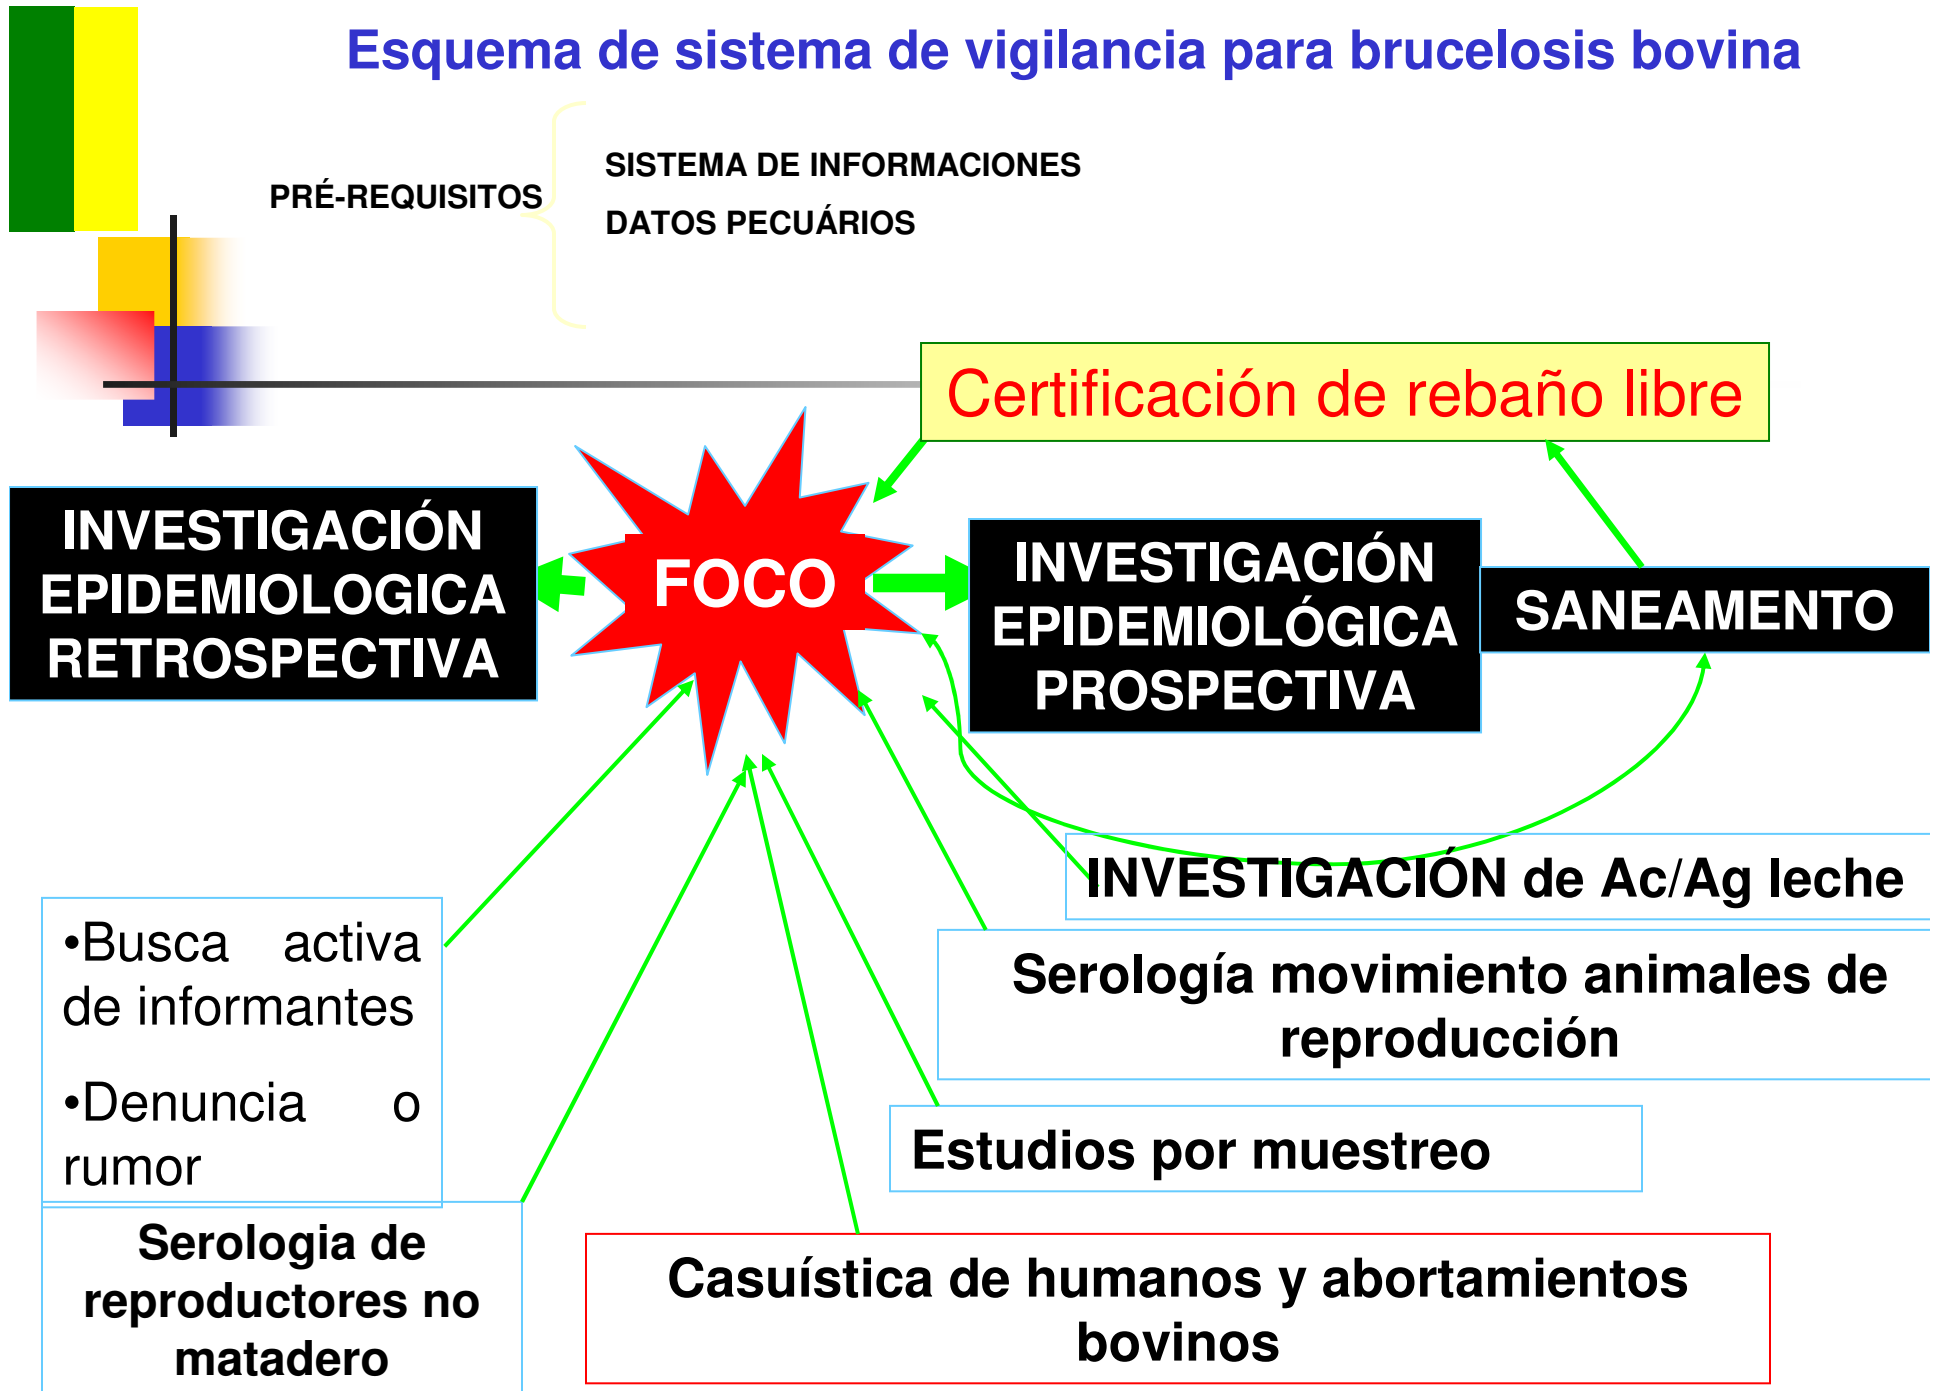 Esquema de sistema de vigilancia para brucelosis bovina
PRÉ-REQUISITOS
SISTEMA DE INFORMACIONES
DATOS PECUÁRIOS
Certificación de rebaño libre
INVESTIGACIÓN
EPIDEMIOLOGICA
RETROSPECTIVA
FOCO
INVESTIGACIÓN
EPIDEMIOLÓGICA
PROSPECTIVA
SANEAMENTO
INVESTIGACIÓN de Ac/Ag leche
•Busca activa
de informantes
•Denuncia o
rumor
Serología movimiento animales de
reproducción
Estudios por muestreo
Serologia de
reproductores no
matadero
Casuística de humanos y abortamientos
bovinos